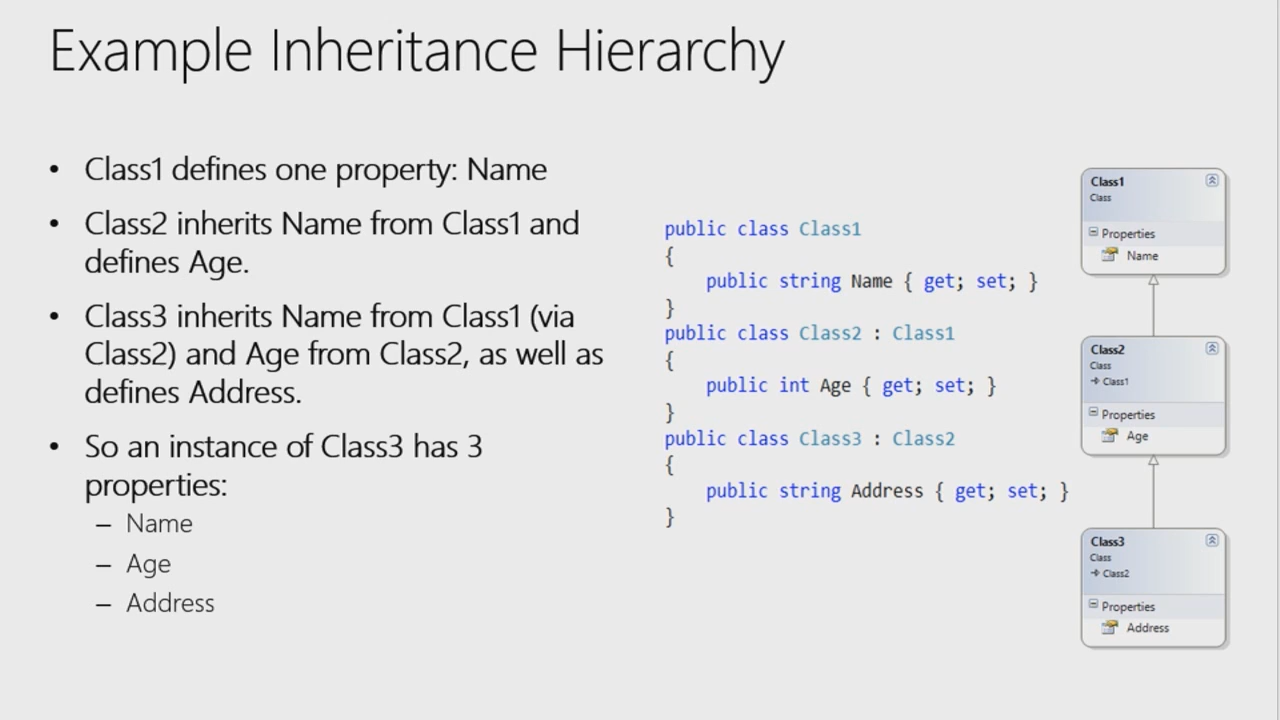 Example Inheritance Hierarchy
• Class1 defines one property: Name
• Class2 inherits Name from Class1 and
defines Age.
• Class3 inherits Name from Class1 (via
Class2) and Age from Class2, as well as
defines Address.
• So an instance of Class3 has 3
properties:
– Name
– Age
– Address
public class Class1
{
    public string Name { get; set; }
}
public class Class2 : Class1
{
    public int Age { get; set; }
}
public class Class3 : Class2
{
    public string Address { get; set; }
}
Class1
Class
Properties
Name
Class2
Class
Class1
Properties
Age
Class3
Class
Class2
Properties
Address